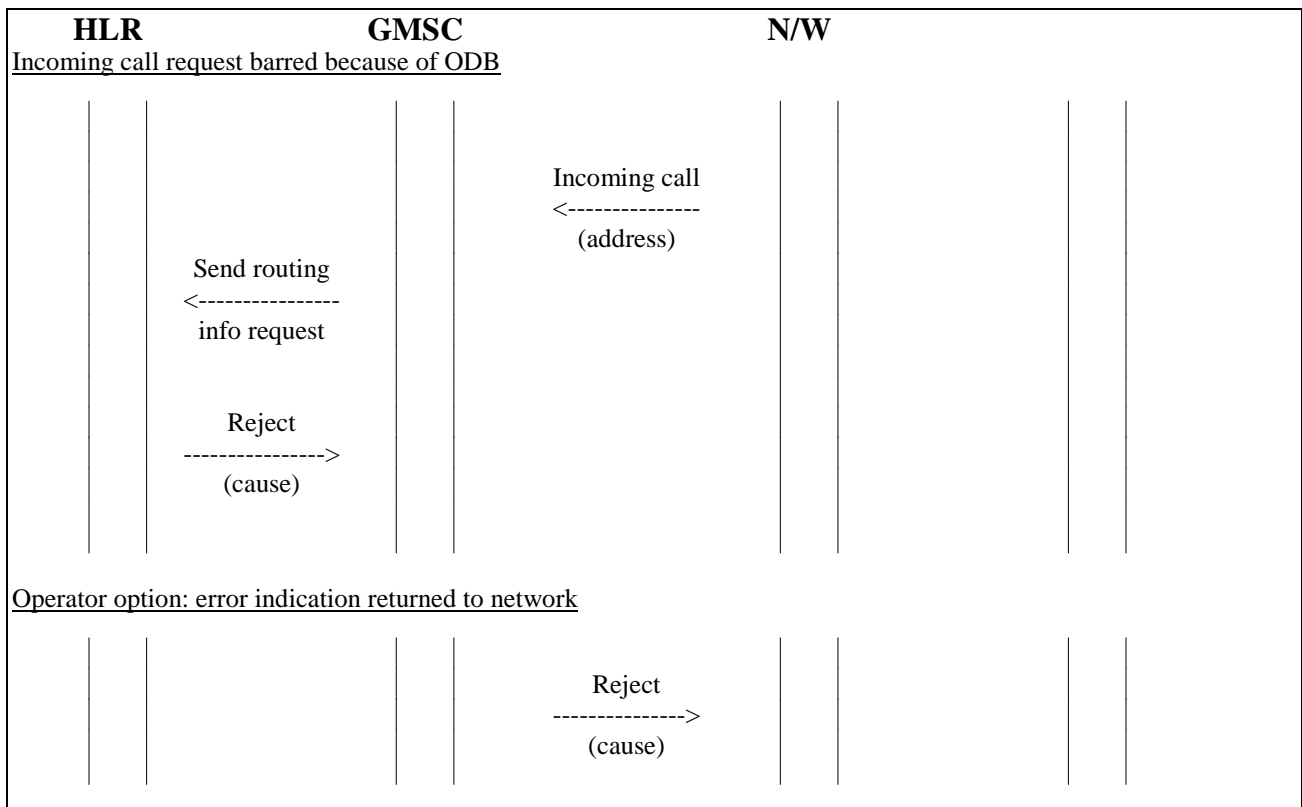 HLR GMSC N/W
Incoming call request barred because of ODB
Incoming call
<---------------
(address)
Send routing
<----------------
info request
Reject
---------------->
(cause)
Operator option: error indication returned to network
Reject
--------------->
(cause)